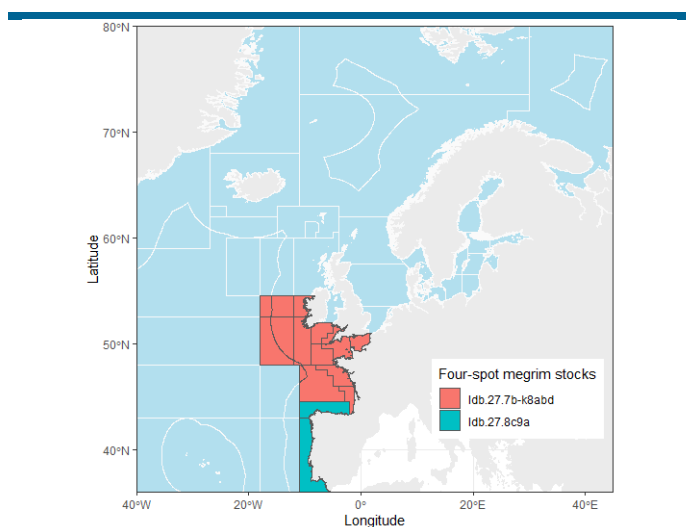 80°N
70°N
60°N
50°N
40°N
Latitude
Four-spot megrim stocks
ldb.27.7b-k8abd
ldb.27.8c9a
40°W
20°W
0°
20°E
40°E
Longitude